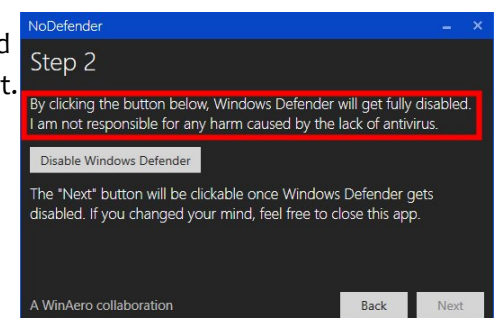 NoDefender
Step 2
By clicking the button below, Windows Defender will get fully disabled.
I am not responsible for any harm caused by the lack of antivirus.
Disable Windows Defender
The "Next" button will be clickable once Windows Defender gets
disabled. If you changed your mind, feel free to close this app.
A WinAero collaboration
Back
Next